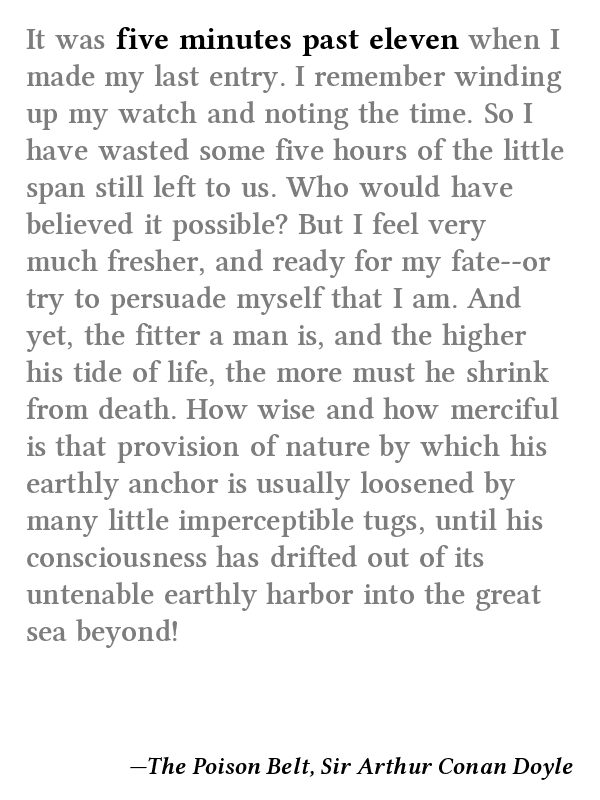 It was five minutes past eleven when I
made my last entry. I remember winding
up my watch and noting the time. So I
have wasted some five hours of the little
span still left to us. Who would have
believed it possible? But I feel very
much fresher, and ready for my fate--or
try to persuade myself that I am. And
yet, the fitter a man is, and the higher
his tide of life, the more must he shrink
from death. How wise and how merciful
is that provision of nature by which his
earthly anchor is usually loosened by
many little imperceptible tugs, until his
consciousness has drifted out of its
untenable earthly harbor into the great
sea beyond!
—The Poison Belt, Sir Arthur Conan Doyle